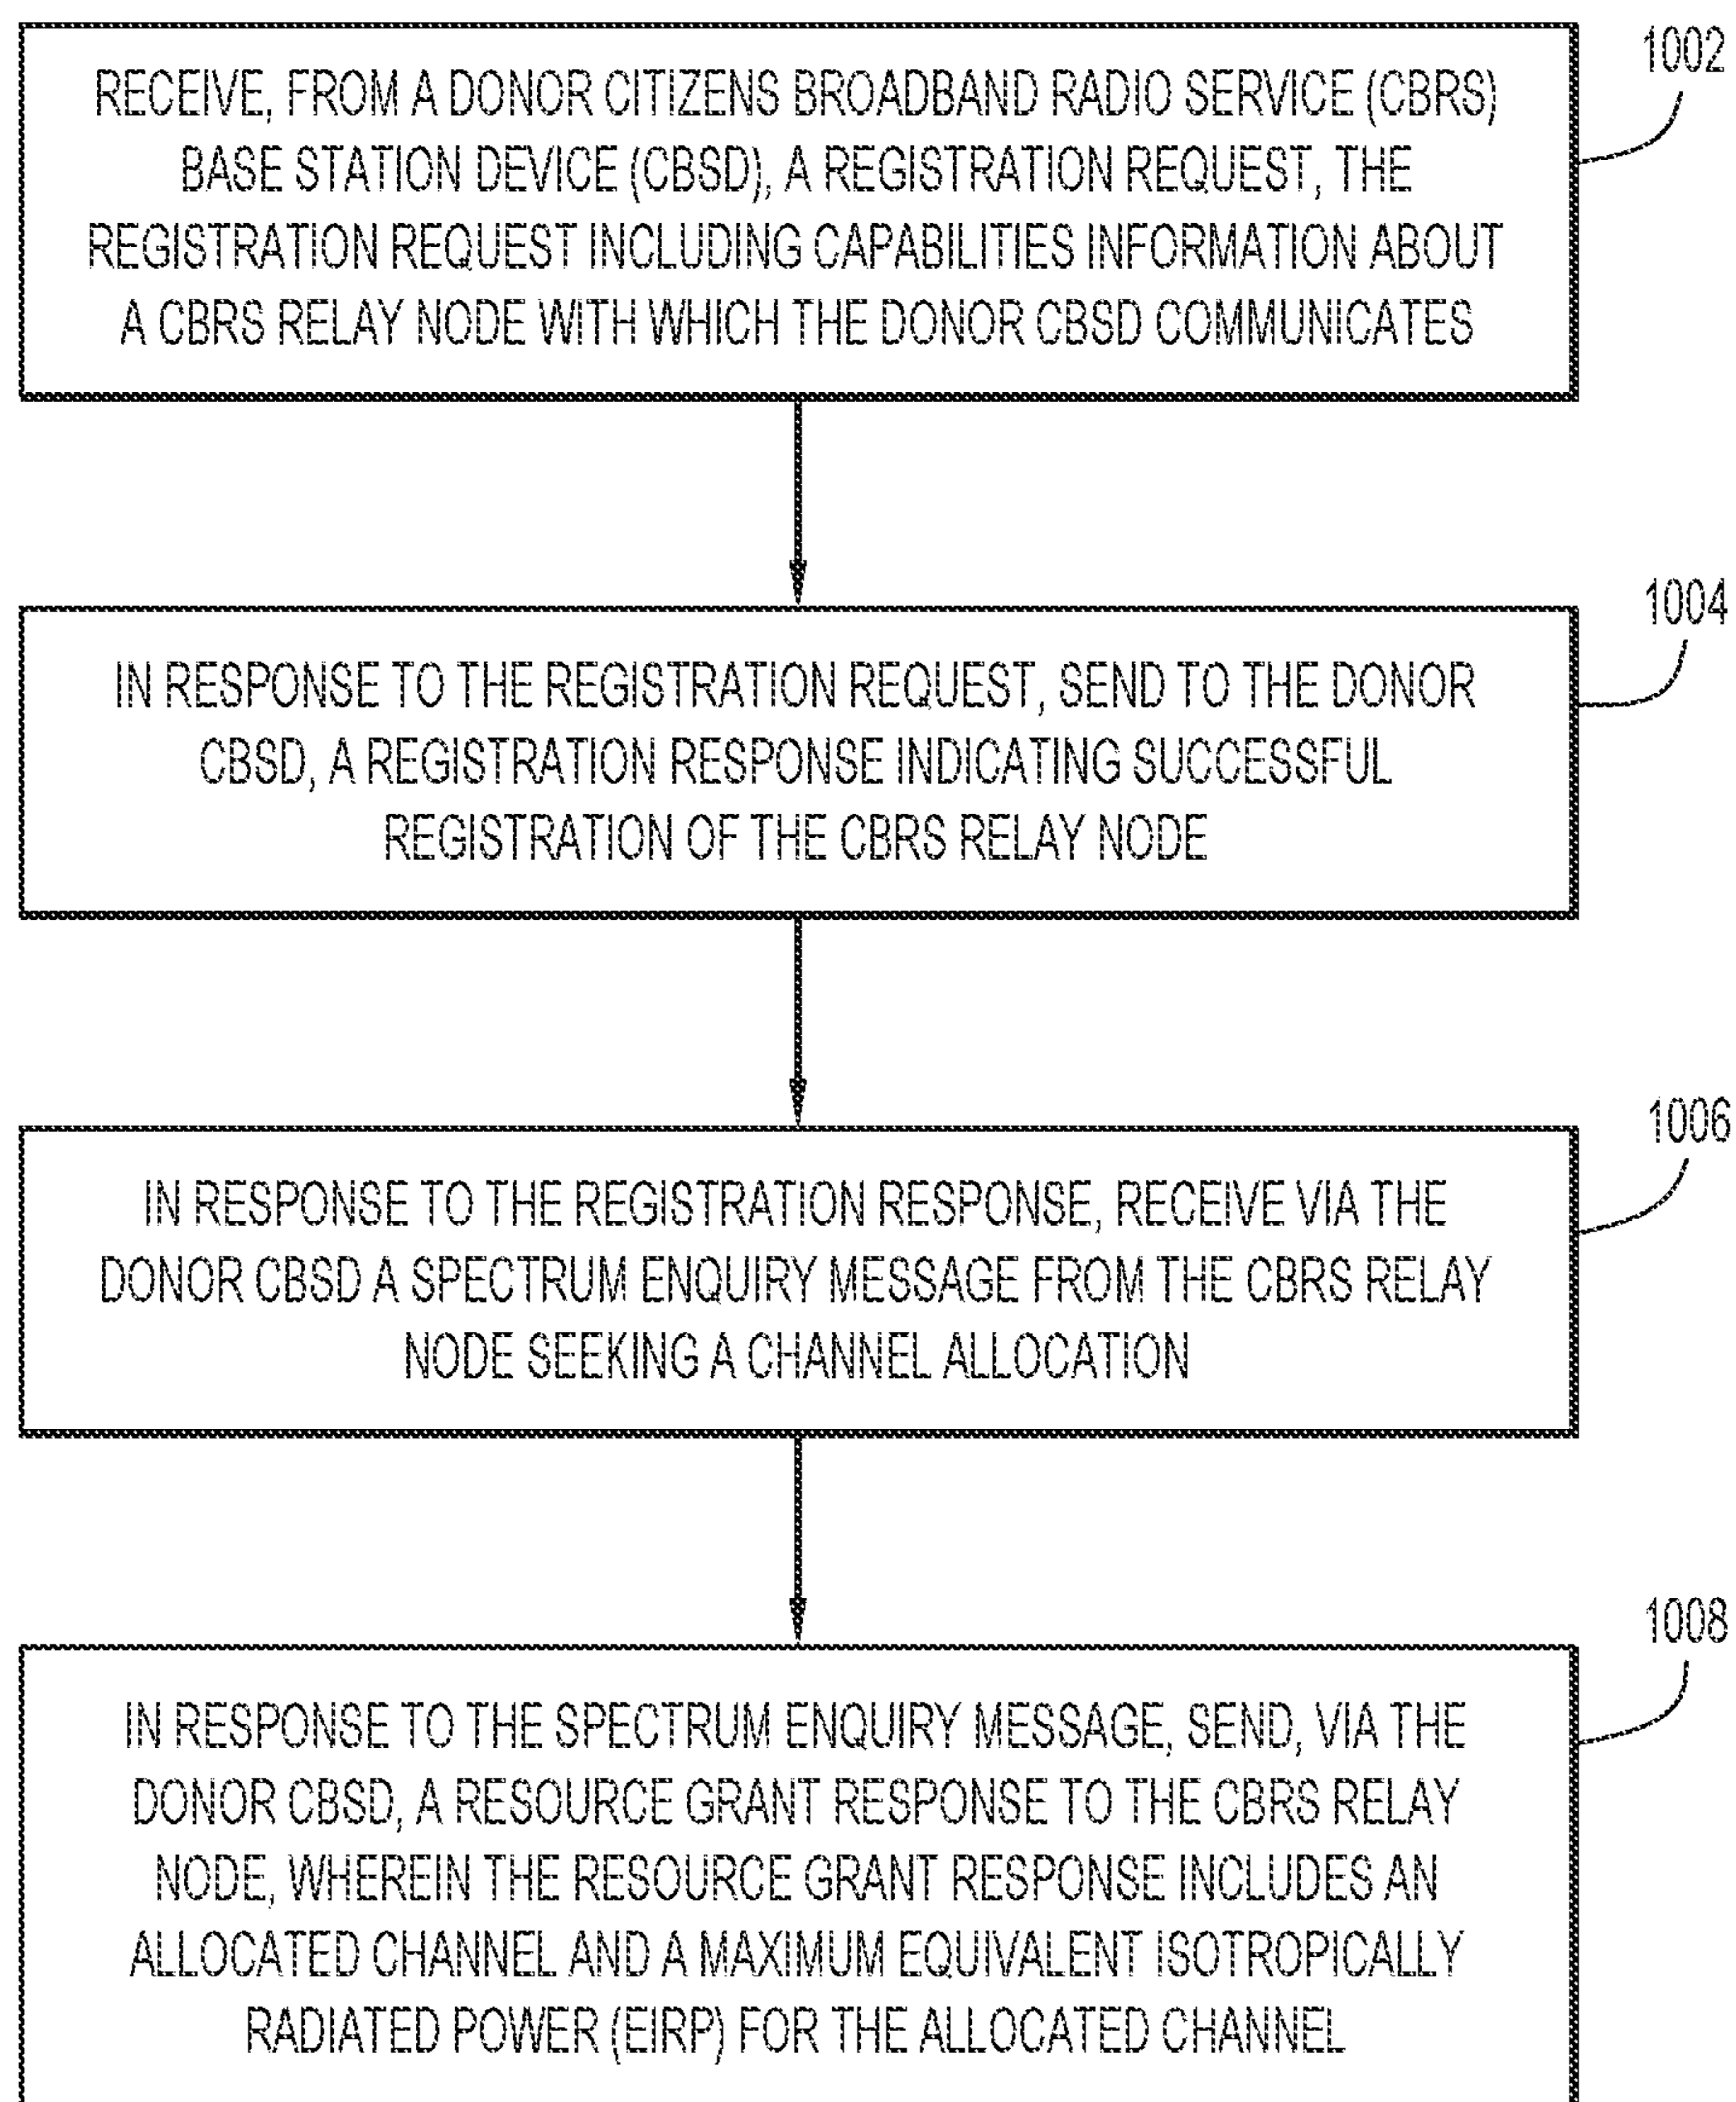 RECEIVE, FROM A DONOR CITIZENS BROADBAND RADIO SERVICE (CBRS)
BASE STATION DEVICE (CBSD), A REGISTRATION REQUEST, THE
REGISTRATION REQUEST INCLUDING CAPABILITIES INFORMATION ABOUT
A CBRS RELAY NODE WITH WHICH THE DONOR CBSD COMMUNICATES
1002
IN RESPONSE TO THE REGISTRATION REQUEST, SEND TO THE DONOR
CBSD, A REGISTRATION RESPONSE INDICATING SUCCESSFUL
REGISTRATION OF THE CBRS RELAY NODE
1004
IN RESPONSE TO THE REGISTRATION RESPONSE, RECEIVE VIA THE
DONOR CBSD A SPECTRUM ENQUIRY MESSAGE FROM THE CBRS RELAY
NODE SEEKING A CHANNEL ALLOCATION
1006
IN RESPONSE TO THE SPECTRUM ENQUIRY MESSAGE, SEND, VIA THE
DONOR CBSD, A RESOURCE GRANT RESPONSE TO THE CBRS RELAY
NODE, WHEREIN THE RESOURCE GRANT RESPONSE INCLUDES AN
ALLOCATED CHANNEL AND A MAXIMUM EQUIVALENT ISOTROPICALLY
RADIATED POWER (EIRP) FOR THE ALLOCATED CHANNEL
1008